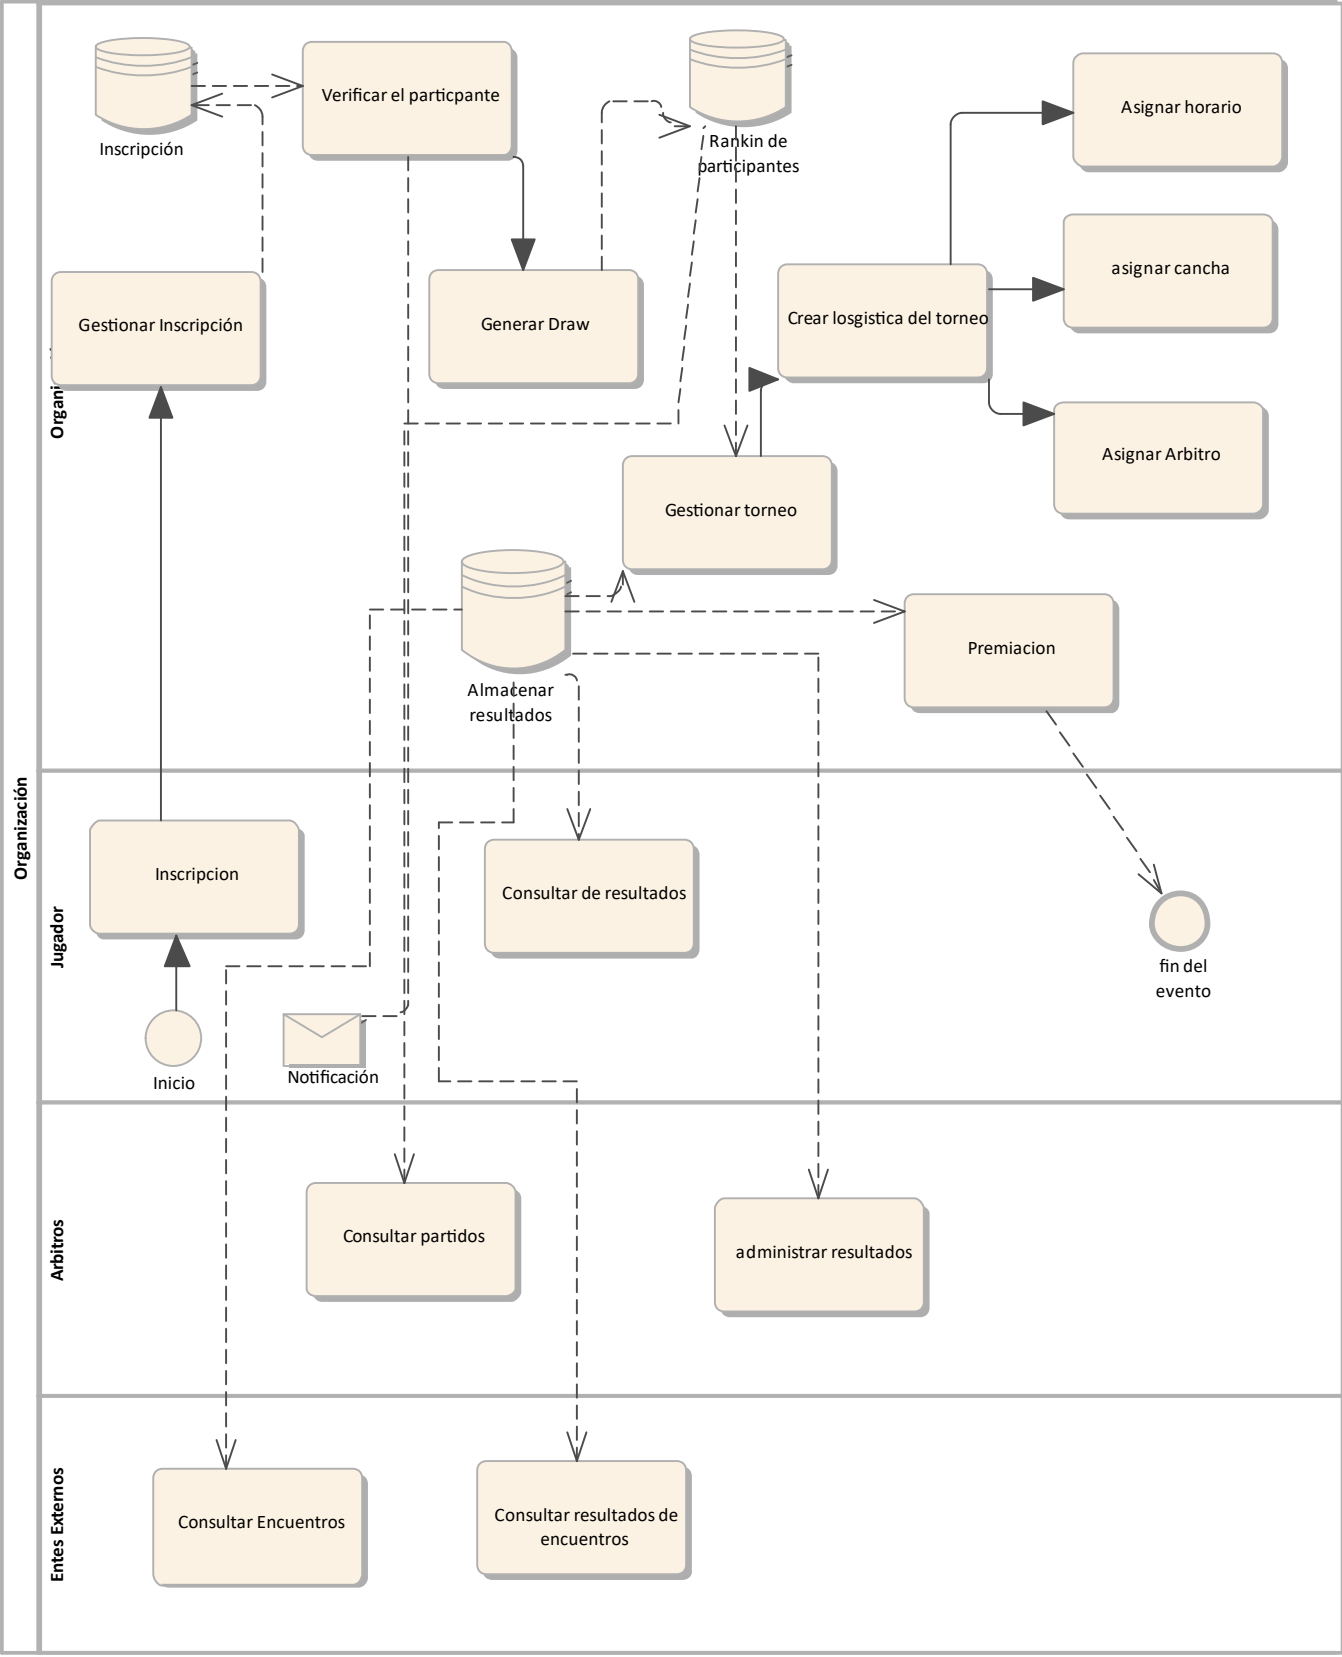 Inscripción
Verificar el particpante
Rankin de
participantes
Asignar horario
asignar cancha
Gestionar Inscripción
Generar Draw
Crear losgistica del torneo
Asignar Arbitro
Gestionar torneo
Almacenar
resultados
Premiacion
Organización
Jugador
Inscripcion
Consultar de resultados
fin del
evento
Inicio
Notificación
Arbitros
Consultar partidos
administrar resultados
Entes Externos
Consultar Encuentros
Consultar resultados de
encuentros